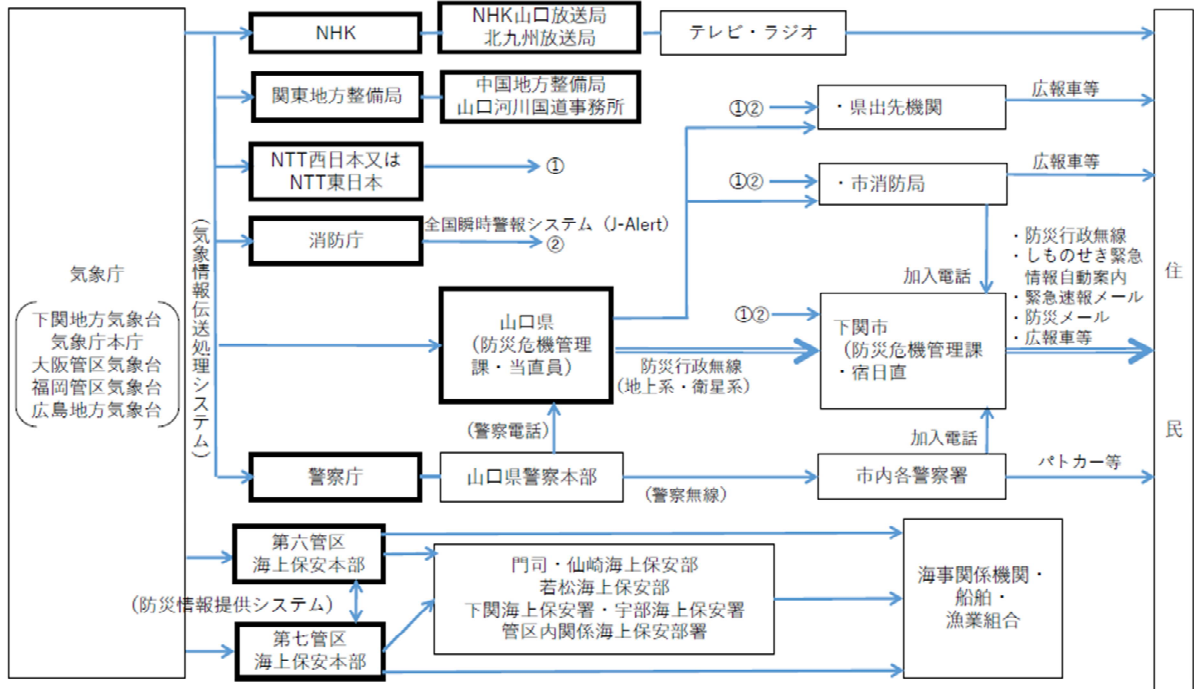 気象庁
下関地方気象台
気象庁本庁
大阪管区気象台
福岡管区気象台
広島地方気象台
(気象情報伝送処理システム)
NHK
NHK山口放送局
北九州放送局
テレビ・ラジオ
関東地方整備局
中国地方整備局
山口河川国道事務所
NTT西日本又は
NTT東日本
①
消防庁
全国瞬時警報システム(J-Alert)
②
山口県
(防災危機管理
課・当直員)
防災行政無線
(地上系・衛星系)
(警察電話)
警察庁
山口県警察本部
(警察無線)
①②
・県出先機関
広報車等
①②
・市消防局
広報車等
加入電話
①②
下関市
(防災危機管理課
・宿日直
・防災行政無線
・しものせき緊急
情報自動案内
・緊急速報メール
・防災メール
・広報車等
加入電話
市内各警察署
パトカー等
住民
第六管区
海上保安本部
(防災情報提供システム)
第七管区
海上保安本部
門司・仙崎海上保安部
若松海上保安部
下関海上保安署・宇部海上保安署
管区内関係海上保安部署
海事関係機関・
船舶・
漁業組合